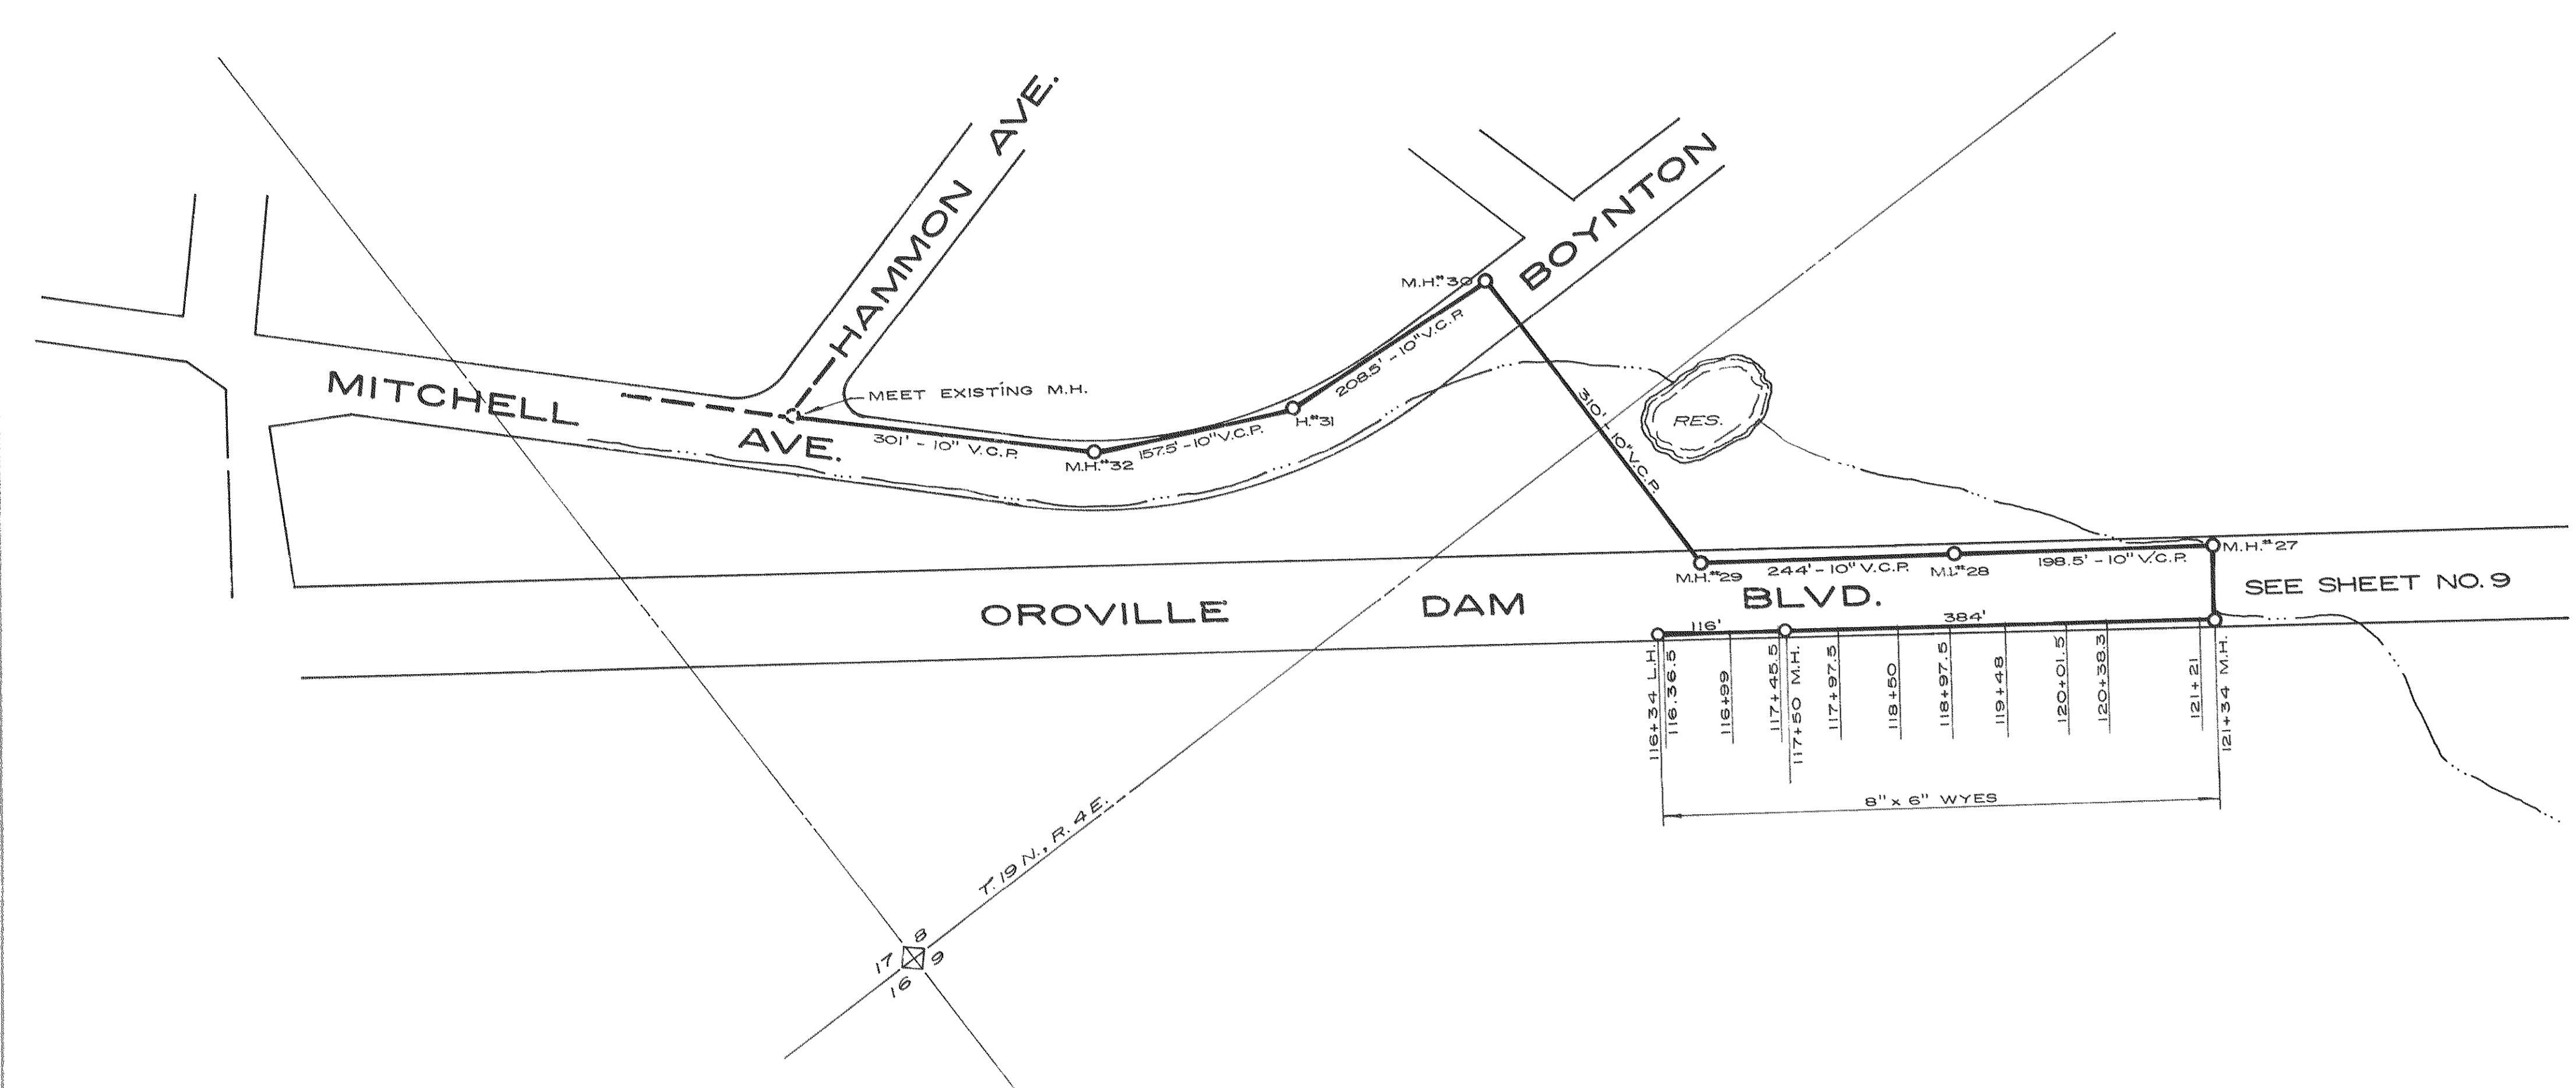 HAMMON AVE.
BOYNTON
M.H.#30
MITCHELL
AVE.
MEET EXISTING M.H.
301' - 10" V.C.P.
M.H.#32
157.5' - 10" V.C.P.
H.#31
208.5' - 10" V.C.P.
310' - 10" V.C.P.
RES.
M.H.#29
244' - 10" V.C.P.
M.L#28
198.5' - 10" V.C.P.
M.H.#27
SEE SHEET NO. 9
OROVILLE DAM BLVD.
116'
384'
116+34 L.H.
116.36.5
116+99
117+45.5
117+50 M.H.
117+97.5
118+50
118+97.5
119+48
120+01.5
120+38.3
121+21
121+34 M.H.
8" x 6" WYES
T. 19 N., R. 4 E.
8
17
9
16